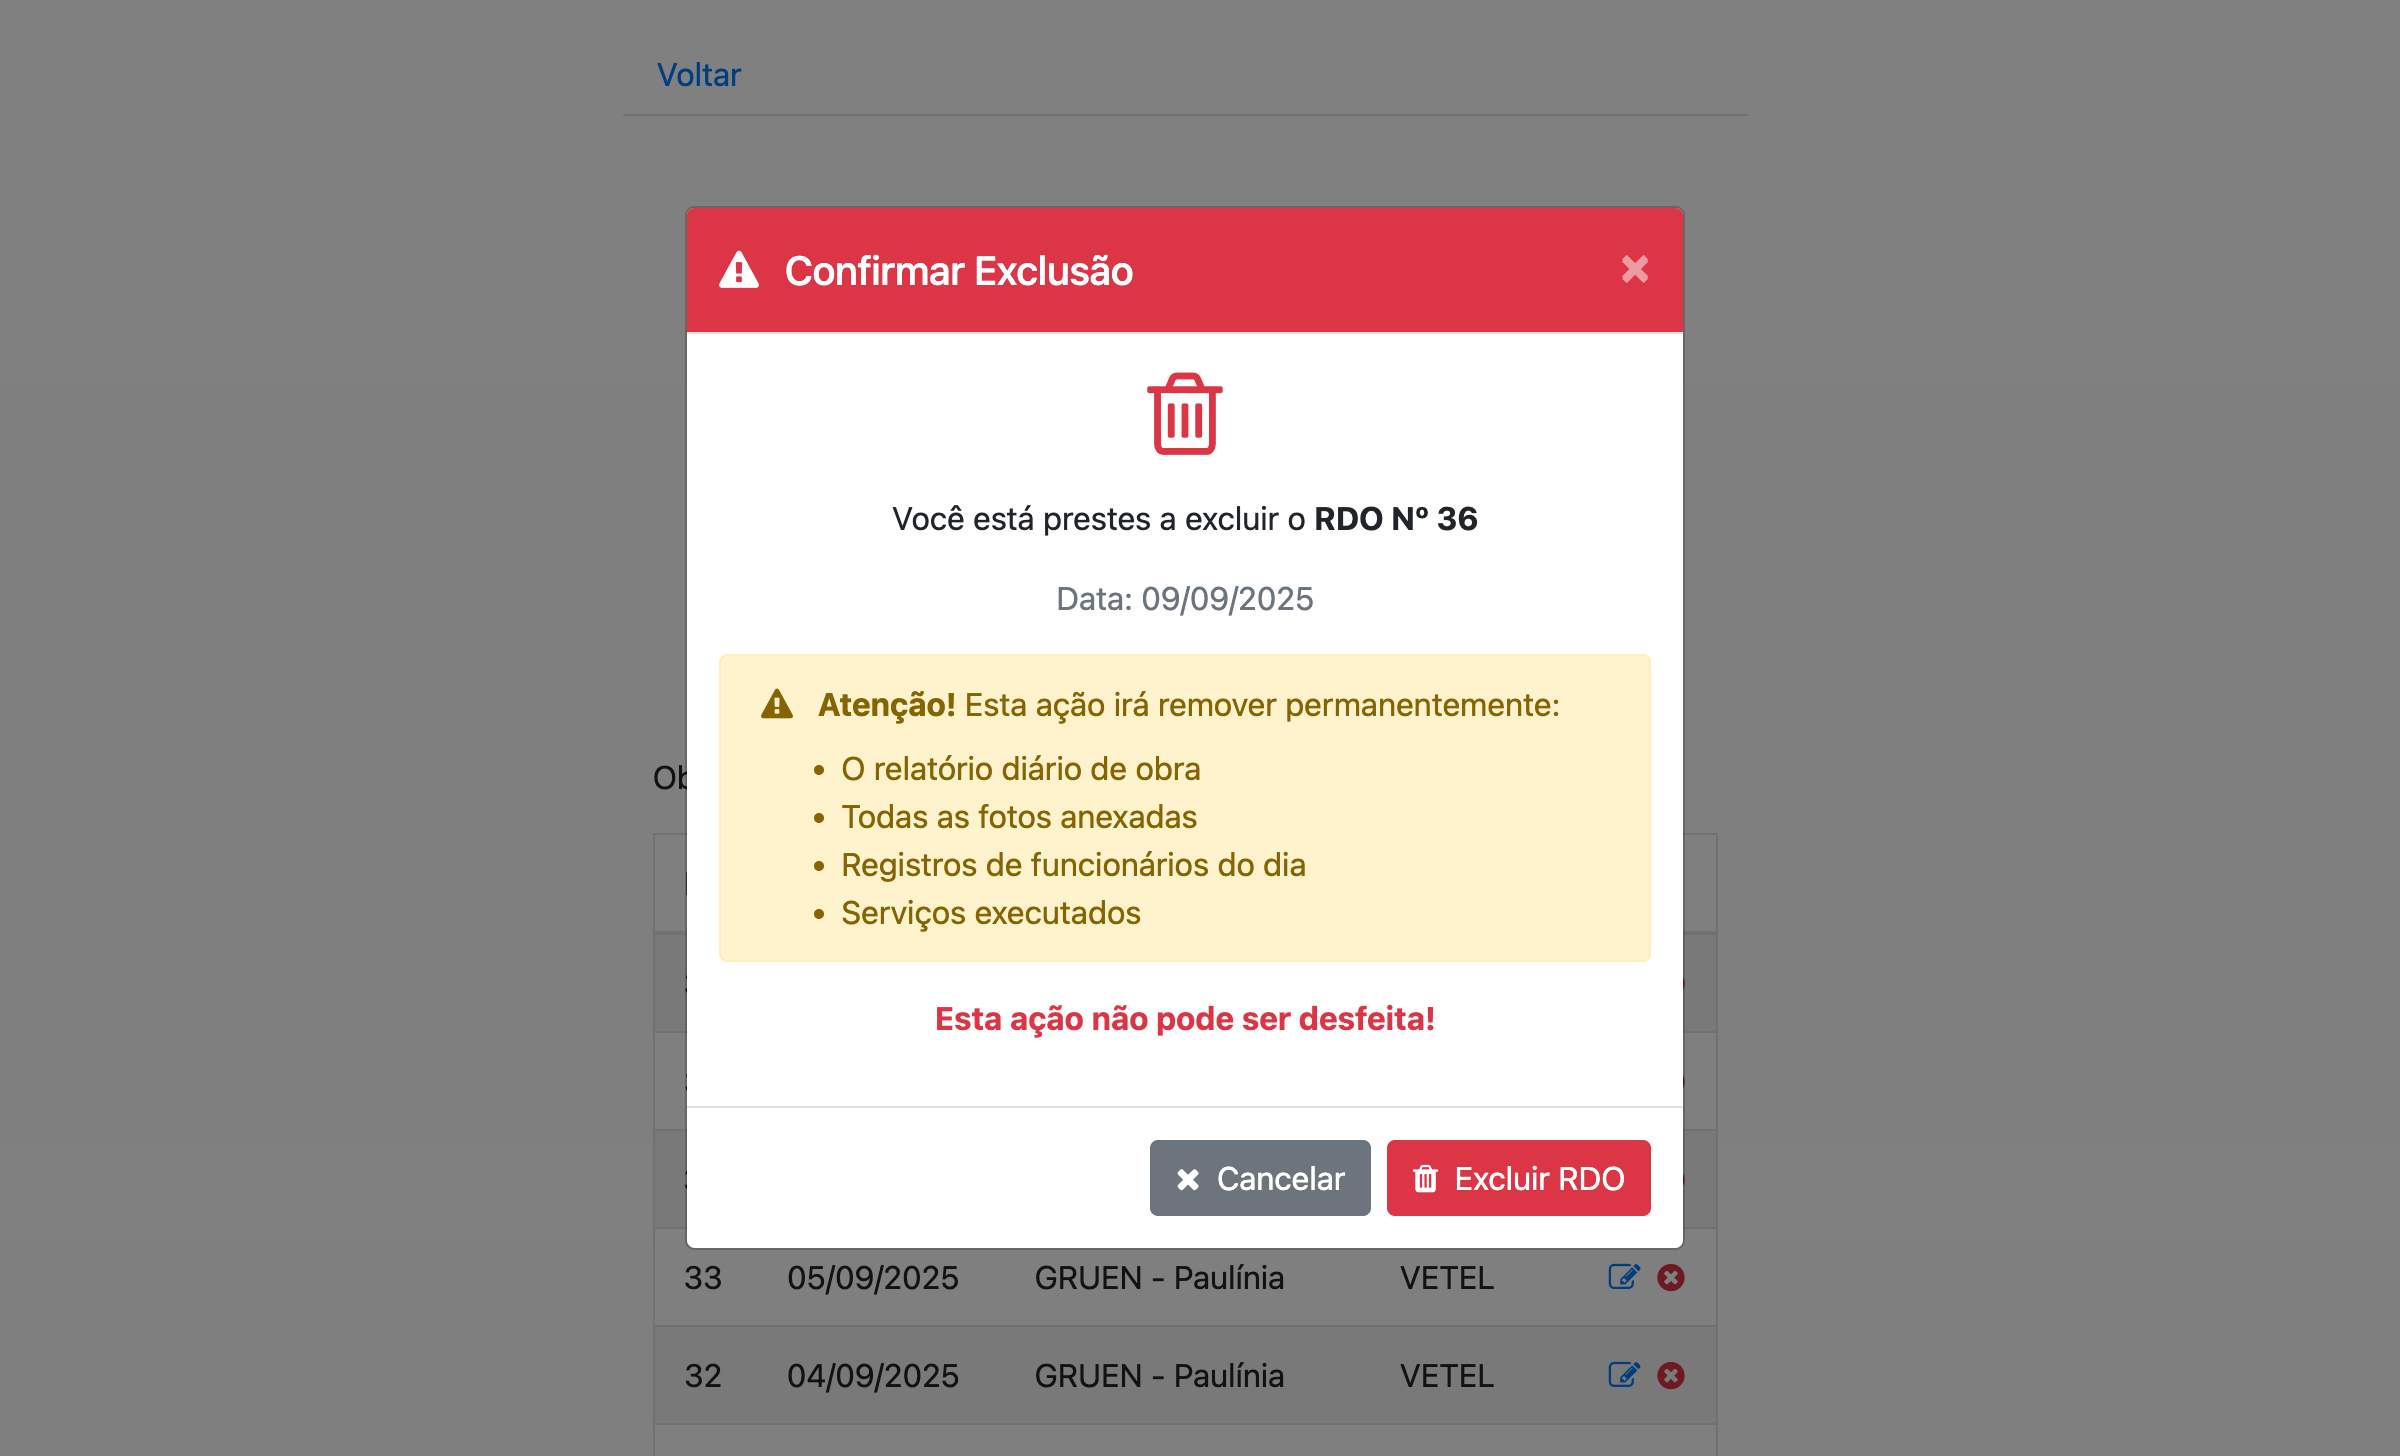 Voltar
Confirmar Exclusão
Você está prestes a excluir o RDO Nº 36
Data: 09/09/2025
Atenção! Esta ação irá remover permanentemente:
• O relatório diário de obra
• Todas as fotos anexadas
• Registros de funcionários do dia
• Serviços executados
Esta ação não pode ser desfeita!
Cancelar
Excluir RDO
33 05/09/2025 GRUEN - Paulínia VETEL
32 04/09/2025 GRUEN - Paulínia VETEL